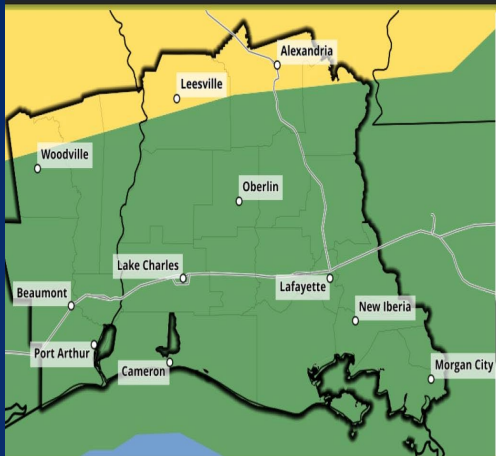 Alexandria
Leesville
Woodville
Oberlin
Lake Charles
Lafayette
Beaumont
New Iberia
Port Arthur
Cameron
Morgan City